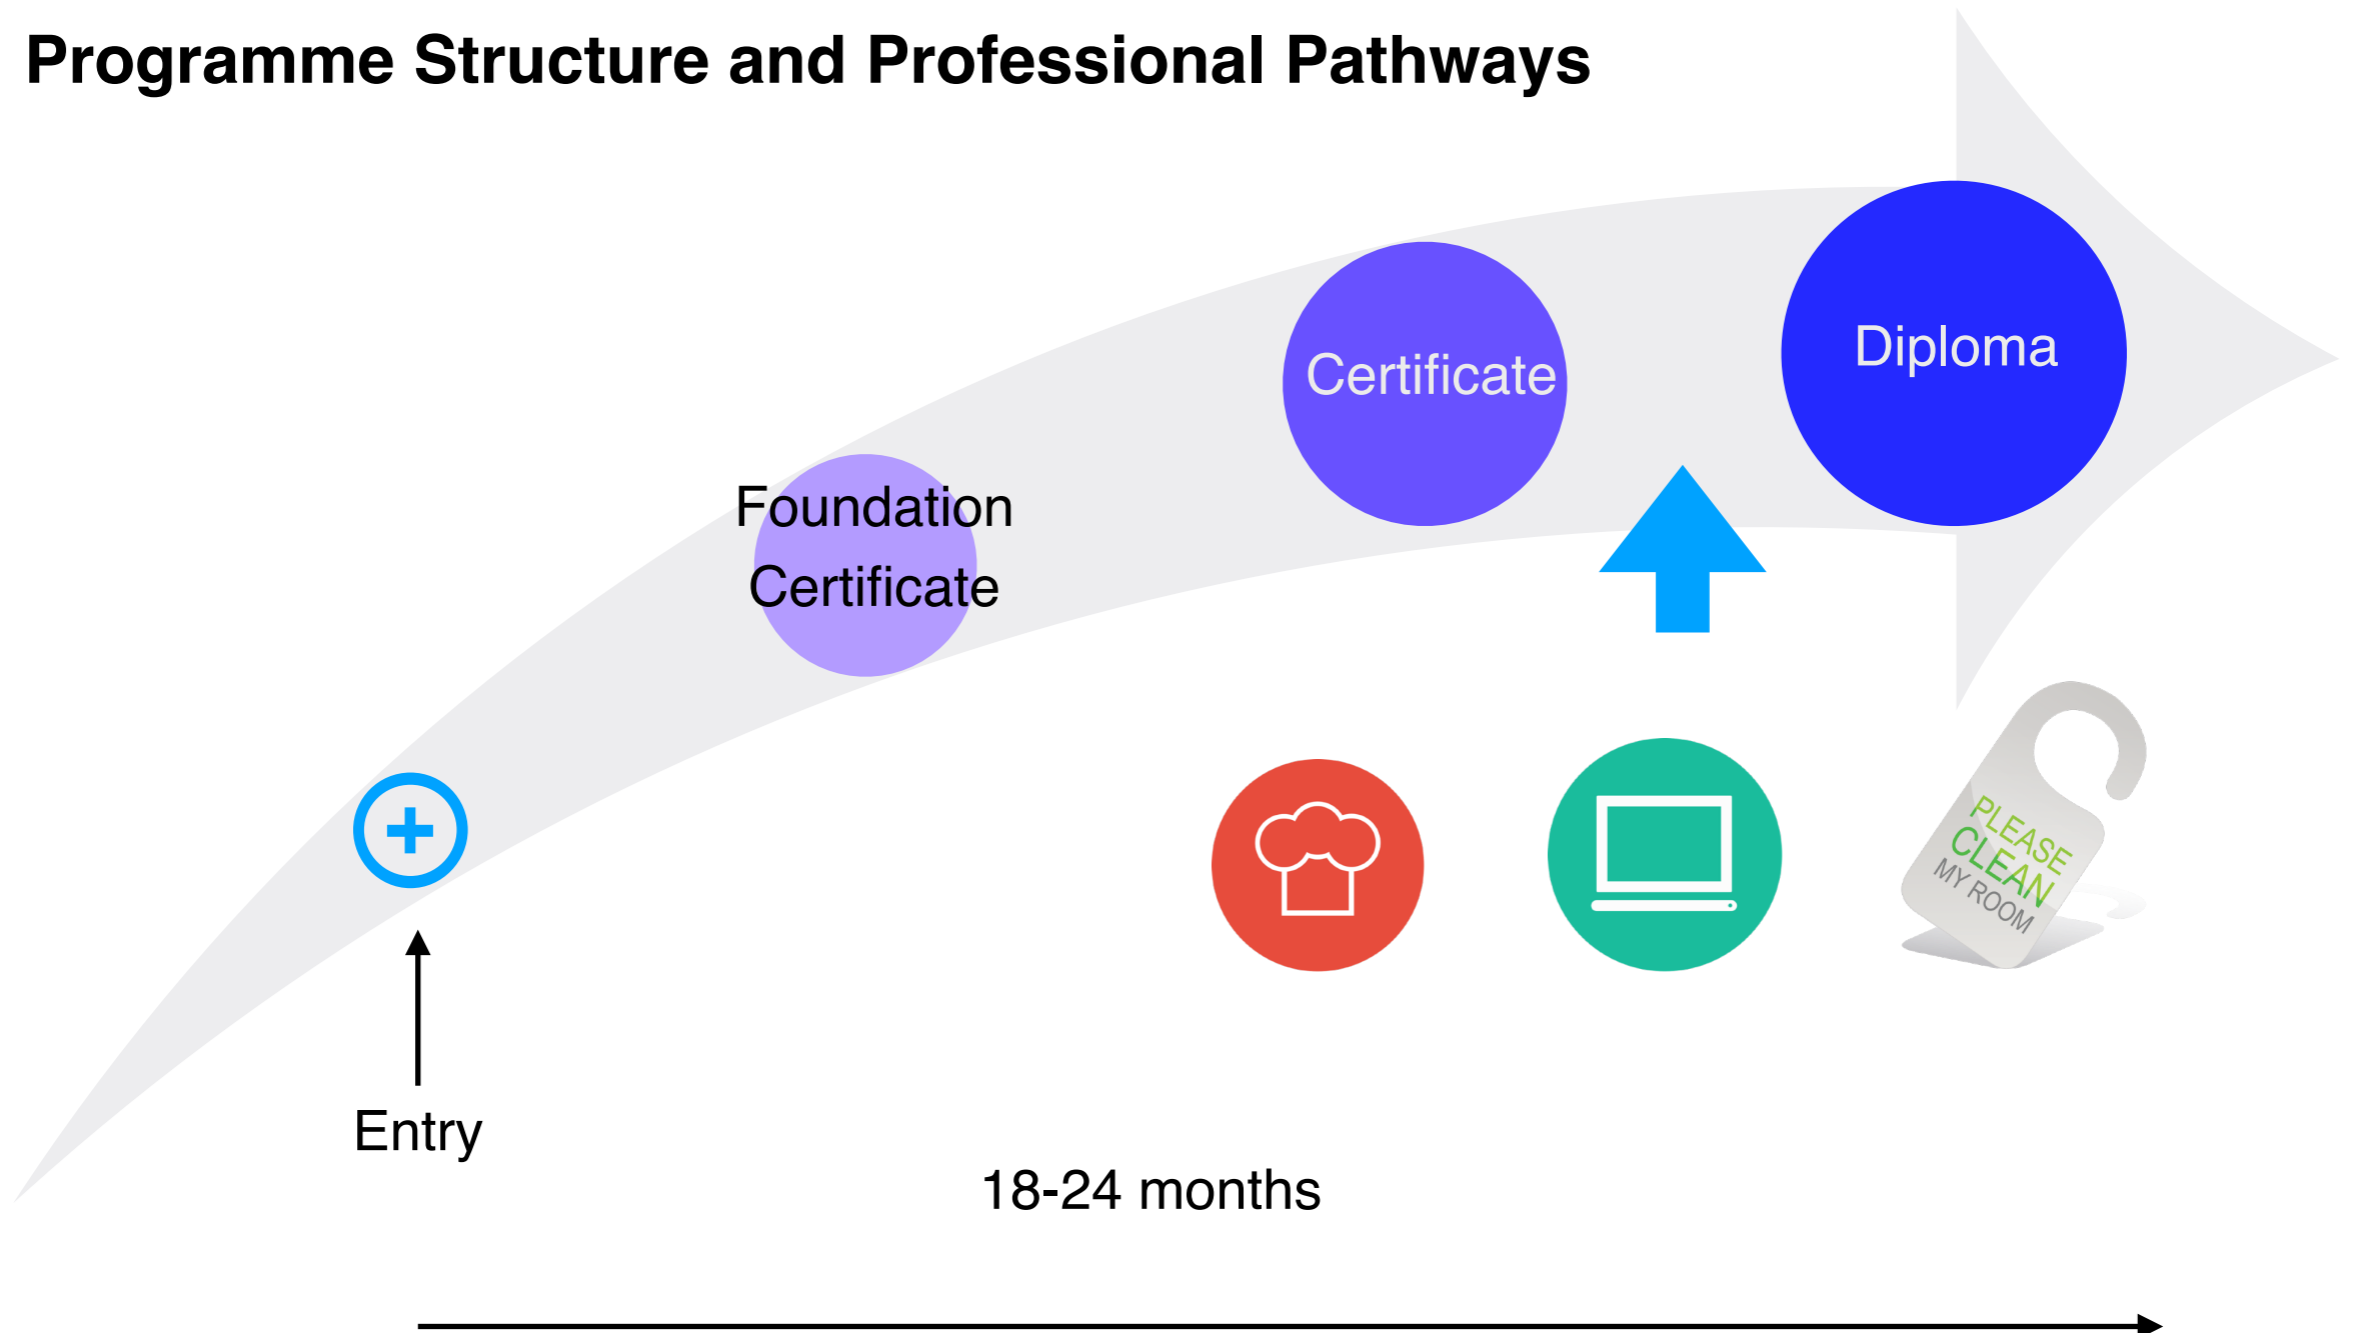 Programme Structure and Professional Pathways
Diploma
Certificate
Foundation
Certificate
PLEASE
CLEAN
MY ROOM
Entry
18-24 months